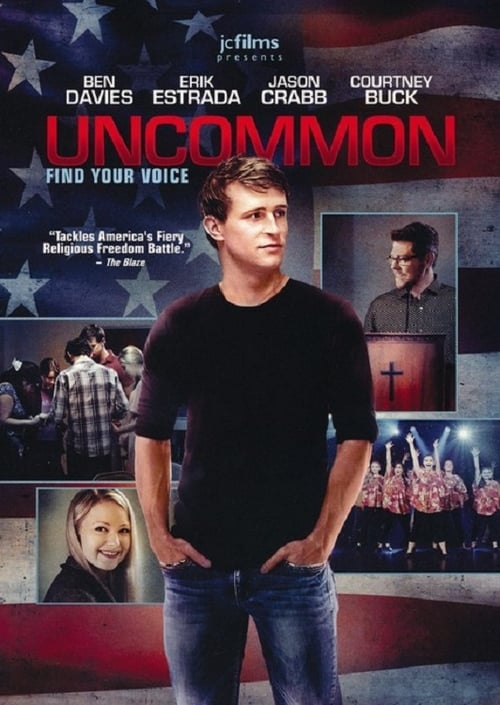 jcfilms
presents
BEN DAVIES ERIK ESTRADA JASON CRABB COURTNEY BUCK
UNCOMMON
FIND YOUR VOICE
"Tackles America's Fiery
Religious Freedom Battle."
– The Blaze